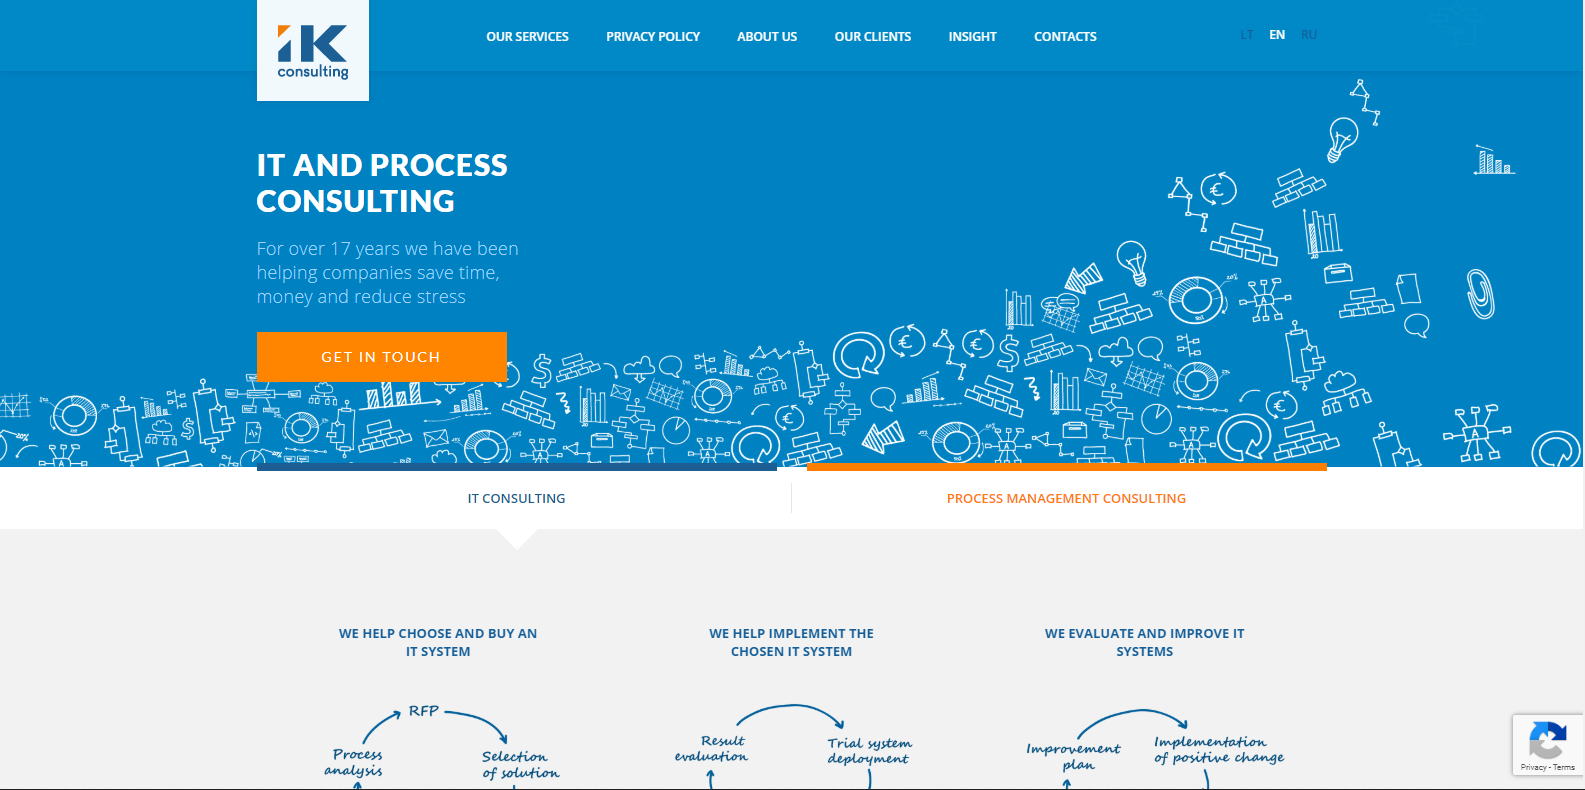 iK
consulting
OUR SERVICES
PRIVACY POLICY
ABOUT US
OUR CLIENTS
INSIGHT
CONTACTS
LT
EN
RU
IT AND PROCESS
CONSULTING
For over 17 years we have been
helping companies save time,
money and reduce stress
GET IN TOUCH
IT CONSULTING
PROCESS MANAGEMENT CONSULTING
WE HELP CHOOSE AND BUY AN
IT SYSTEM
RFP
Process
analysis
Selection
of solution
WE HELP IMPLEMENT THE
CHOSEN IT SYSTEM
Result
evaluation
Trial system
deployment
WE EVALUATE AND IMPROVE IT
SYSTEMS
Improvement
plan
Implementation
of positive change
Privacy - Terms